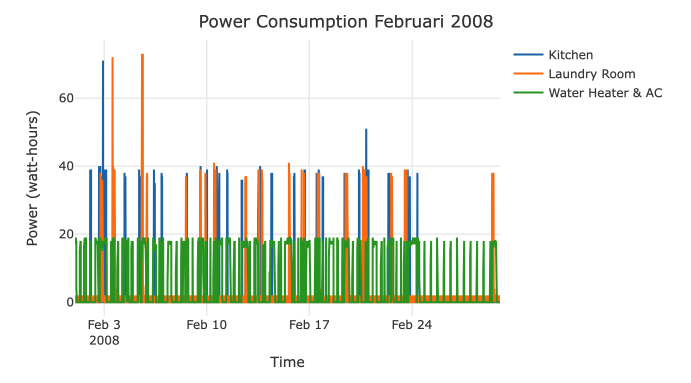 Power Consumption Februari 2008
Kitchen
Laundry Room
Water Heater & AC
Power (watt-hours)
60
40
20
0
Feb 3
2008
Feb 10
Feb 17
Feb 24
Time